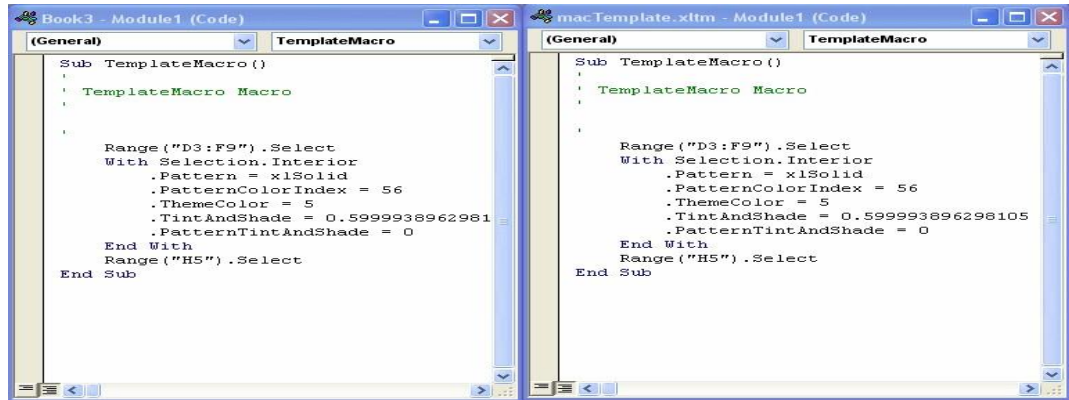 Book3 - Module1 (Code)
(General) TemplateMacro
Sub TemplateMacro()
'
' TemplateMacro Macro
'

'
Range("D3:F9").Select
With Selection.Interior
.Pattern = xlSolid
.PatternColorIndex = 56
.ThemeColor = 5
.TintAndShade = 0.5999938962981
.PatternTintAndShade = 0
End With
Range("H5").Select
End Sub
macTemplate.xltm - Module1 (Code)
(General) TemplateMacro
Sub TemplateMacro()
'
' TemplateMacro Macro
'

'
Range("D3:F9").Select
With Selection.Interior
.Pattern = xlSolid
.PatternColorIndex = 56
.ThemeColor = 5
.TintAndShade = 0.599993896298105
.PatternTintAndShade = 0
End With
Range("H5").Select
End Sub